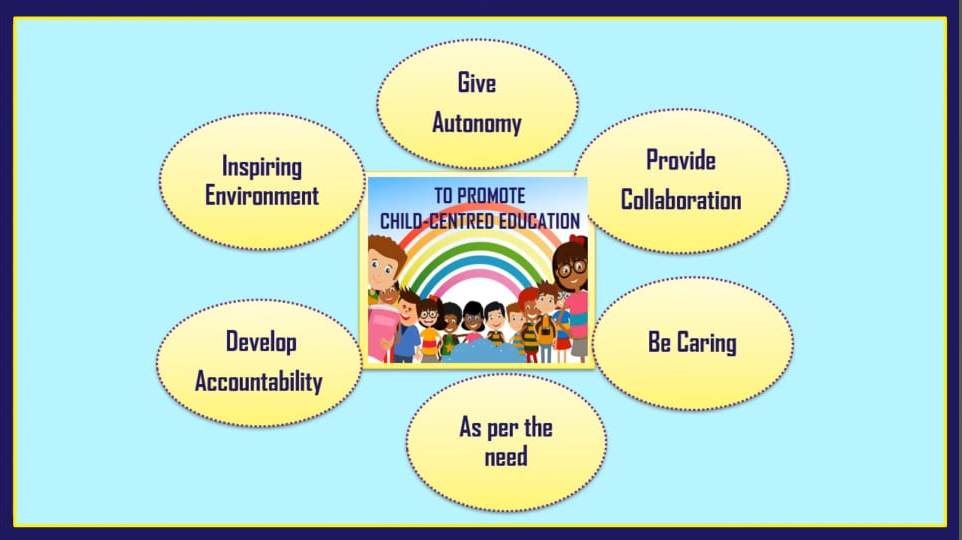 Give
Autonomy
Inspiring
Environment
Provide
Collaboration
TO PROMOTE
CHILD-CENTRED EDUCATION
Develop
Accountability
Be Caring
As per the
need